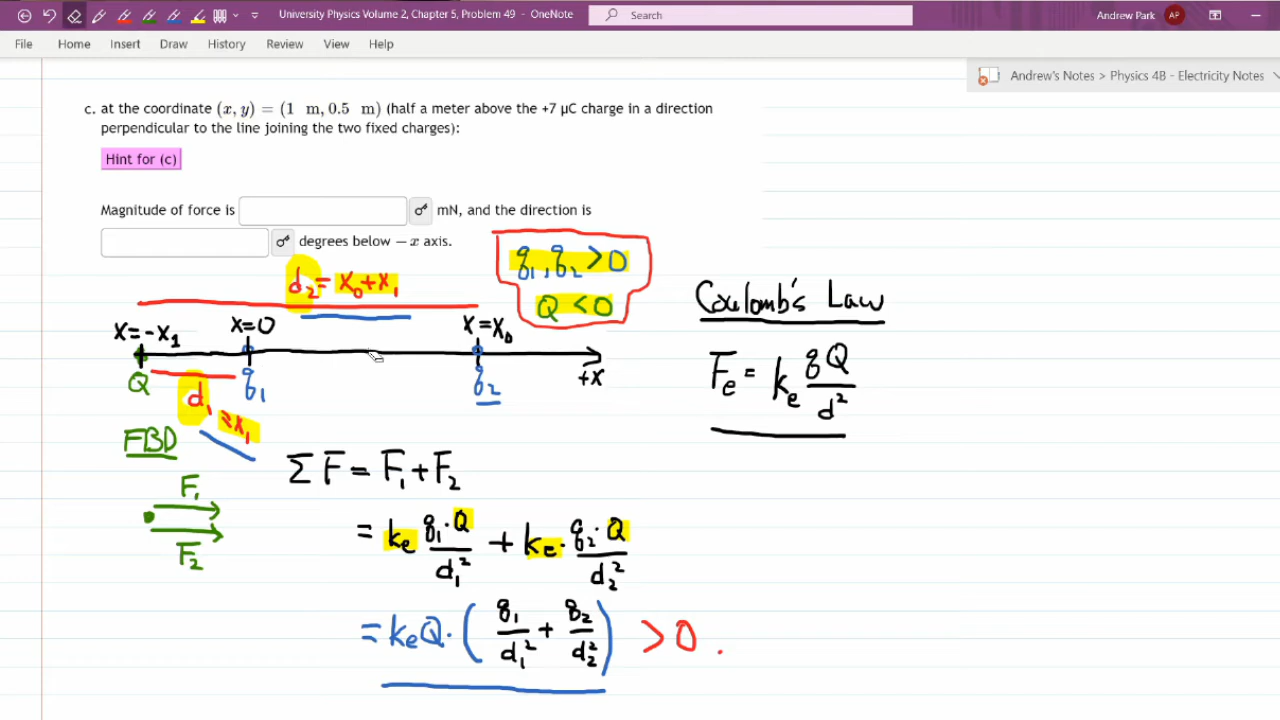 University Physics Volume 2, Chapter 5, Problem 49 - OneNote
Search
Andrew Park AP
File Home Insert Draw History Review View Help
Andrew's Notes > Physics 4B - Electricity Notes
c. at the coordinate (x, y) = (1 m, 0.5 m) (half a meter above the +7 μC charge in a direction
perpendicular to the line joining the two fixed charges):
Hint for (c)
Magnitude of force is mN, and the direction is
degrees below −x axis.
q₁, q₂ > 0
Q < 0
d₂ = x₀ + x₁
x = -x₁ x = 0 x = x₀
+x
Q q₁ q₂
d₁ = x₁
Coulomb's Law
Fe = ke qQ/d²
FBD
F₁
F₂
ΣF = F₁ + F₂
= ke q₁·Q/d₁² + ke · q₂·Q/d₂²
= keQ · (q₁/d₁² + q₂/d₂²) > 0 .